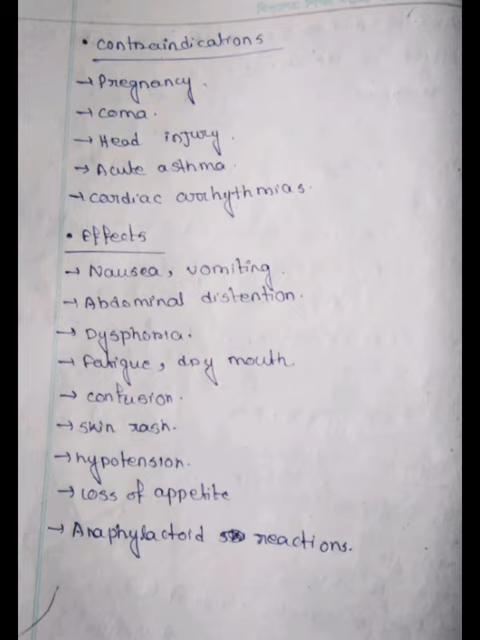 • Contraindications
→ Pregnancy.
→ coma.
→ Head injury.
→ Acute asthma.
→ cardiac arrhythmias.
• Effects
→ Nausea, vomiting.
→ Abdominal distention.
→ Dysphoria.
→ Fatigue, dry mouth.
→ confusion.
→ skin rash.
→ hypotension.
→ Loss of appetite
→ Anaphylactoid reactions.